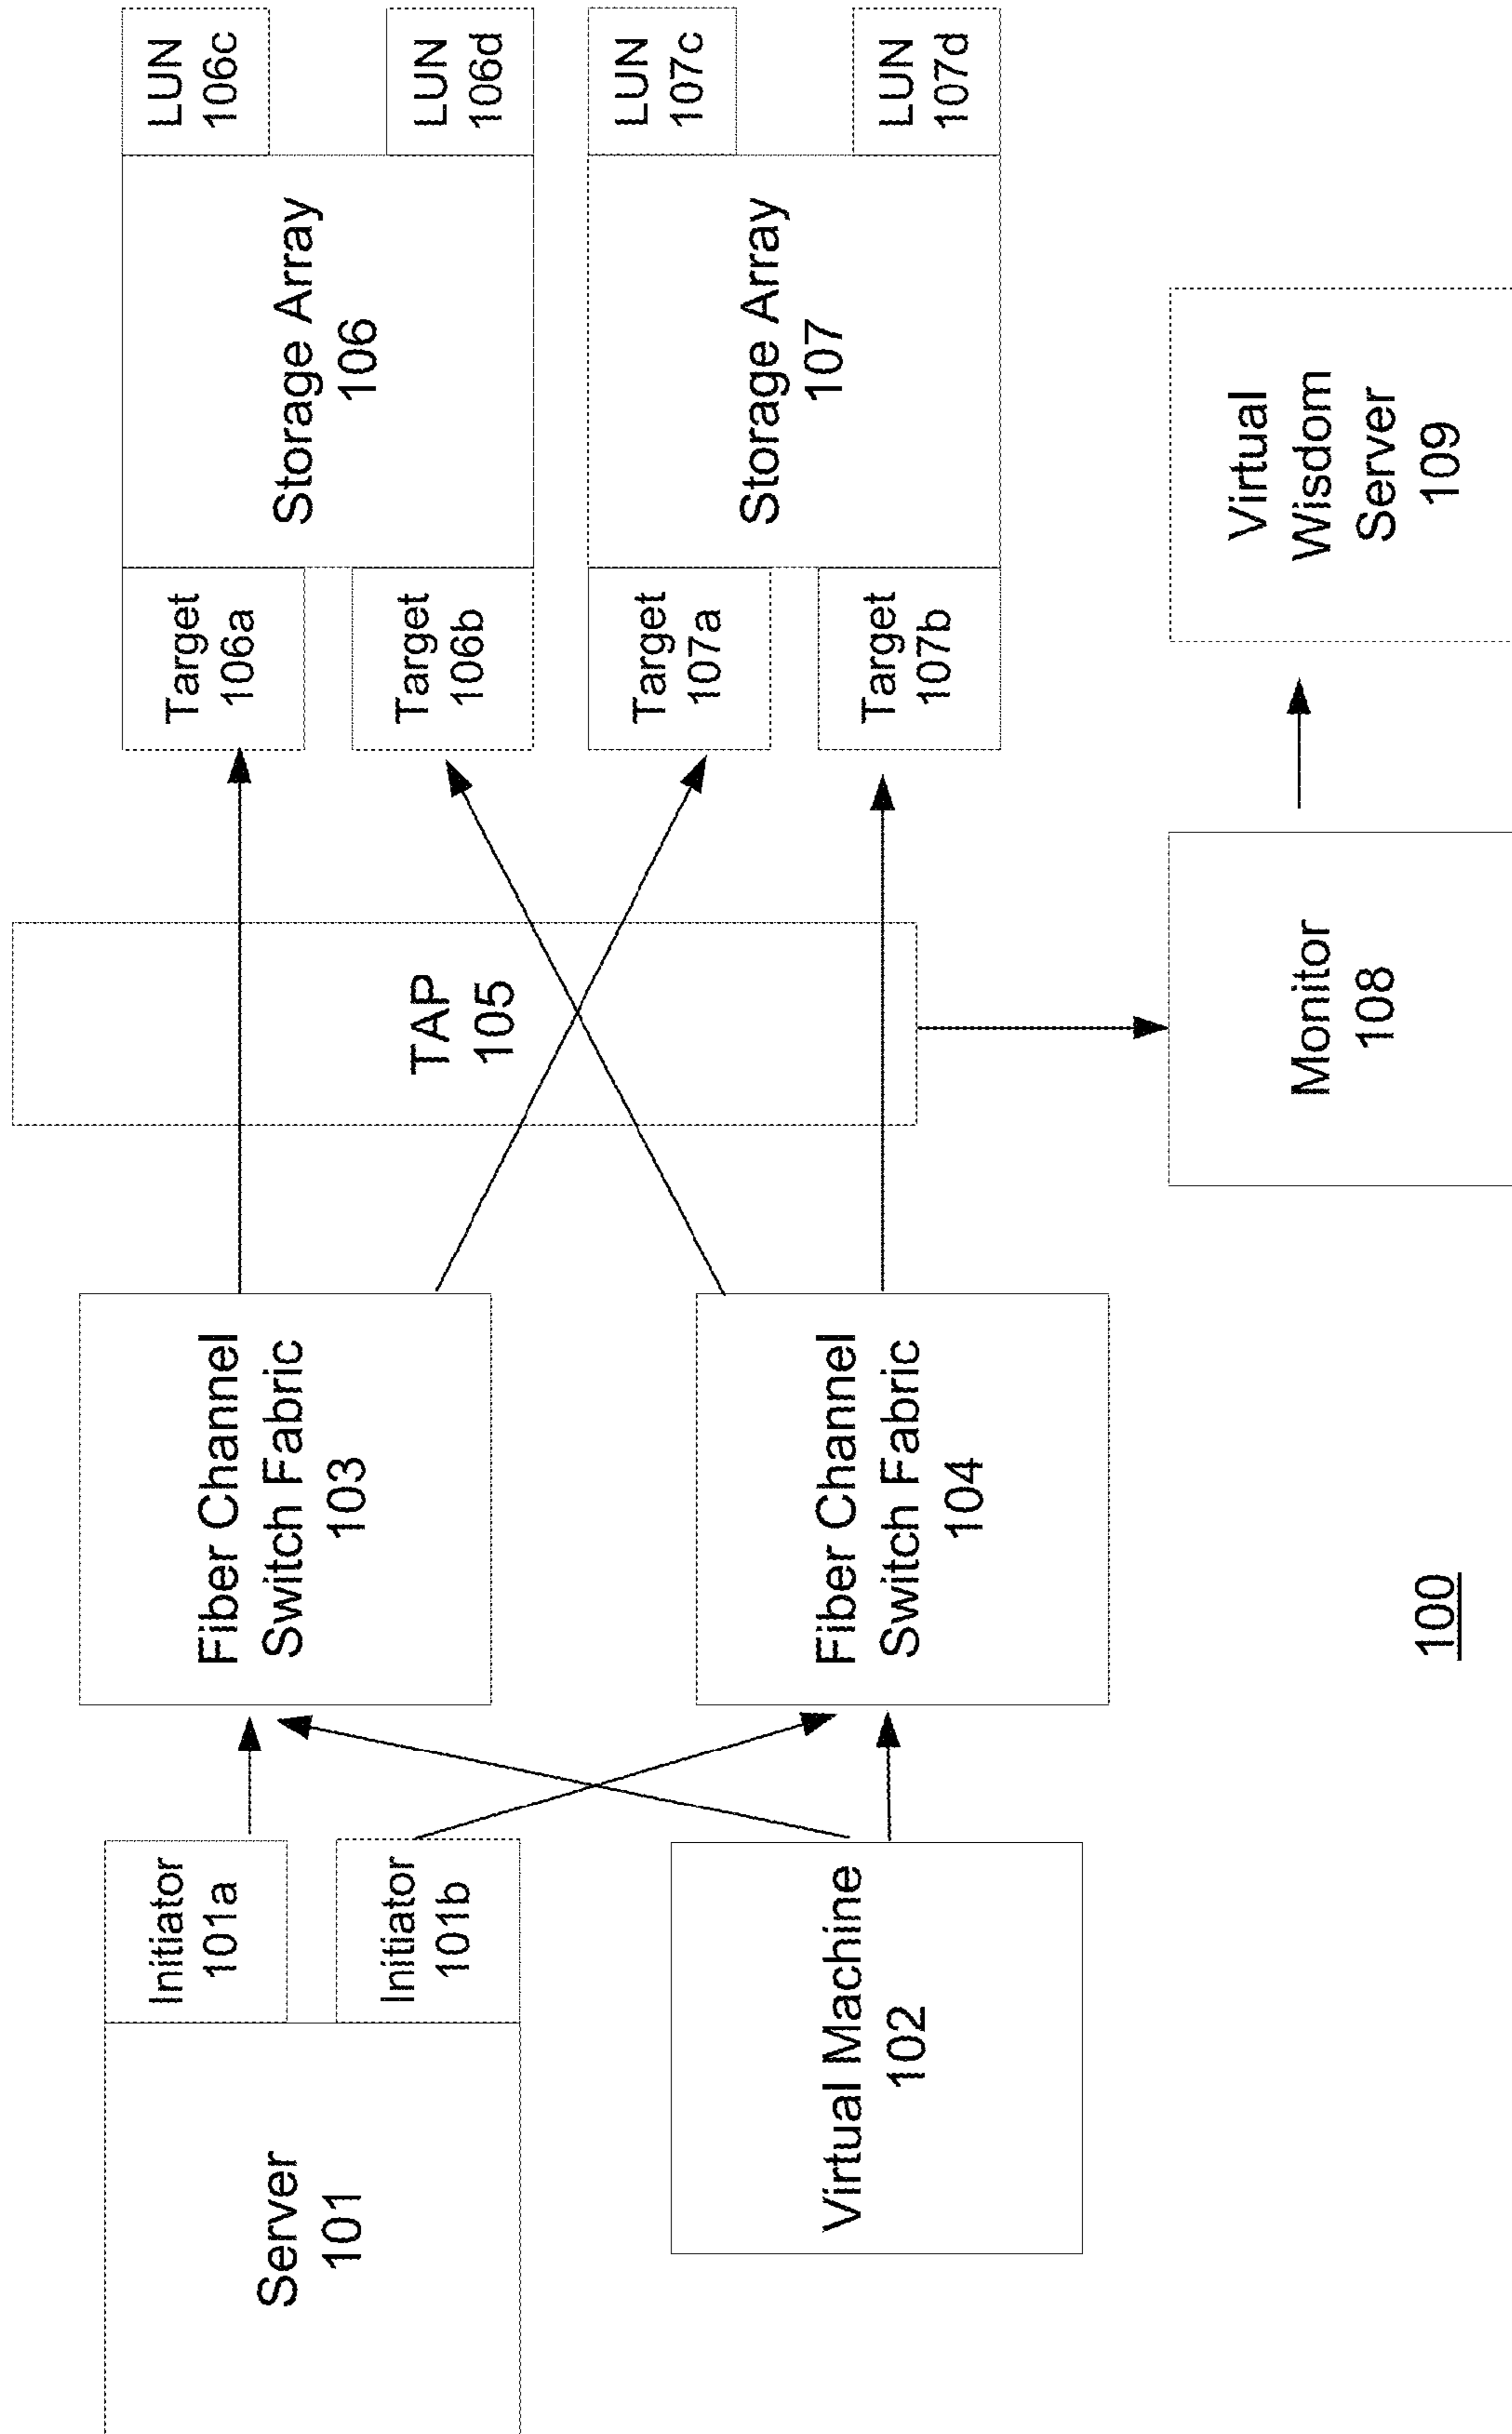 Server
101
Initiator
101a
Initiator
101b
Virtual Machine
102
Fiber Channel
Switch Fabric
103
Fiber Channel
Switch Fabric
104
TAP
105
Target
106a
Target
106b
Storage Array
106
LUN
106c
LUN
106d
Target
107a
Target
107b
Storage Array
107
LUN
107c
LUN
107d
Monitor
108
Virtual
Wisdom
Server
109
100